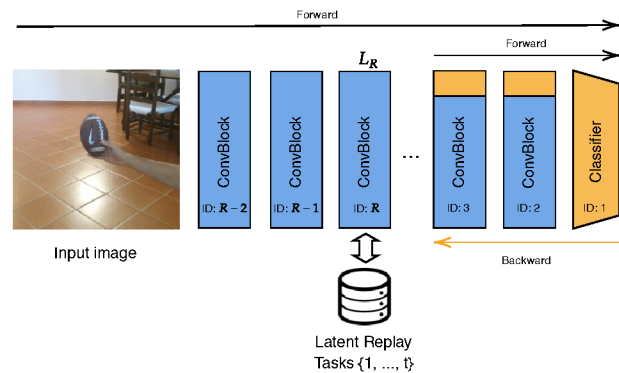 Forward
Forward
L_R
ConvBlock
ID: R − 2
ConvBlock
ID: R − 1
ConvBlock
ID: R
...
ConvBlock
ID: 3
ConvBlock
ID: 2
Classifier
ID: 1
Input image
Backward
Latent Replay
Tasks {1, ..., t}